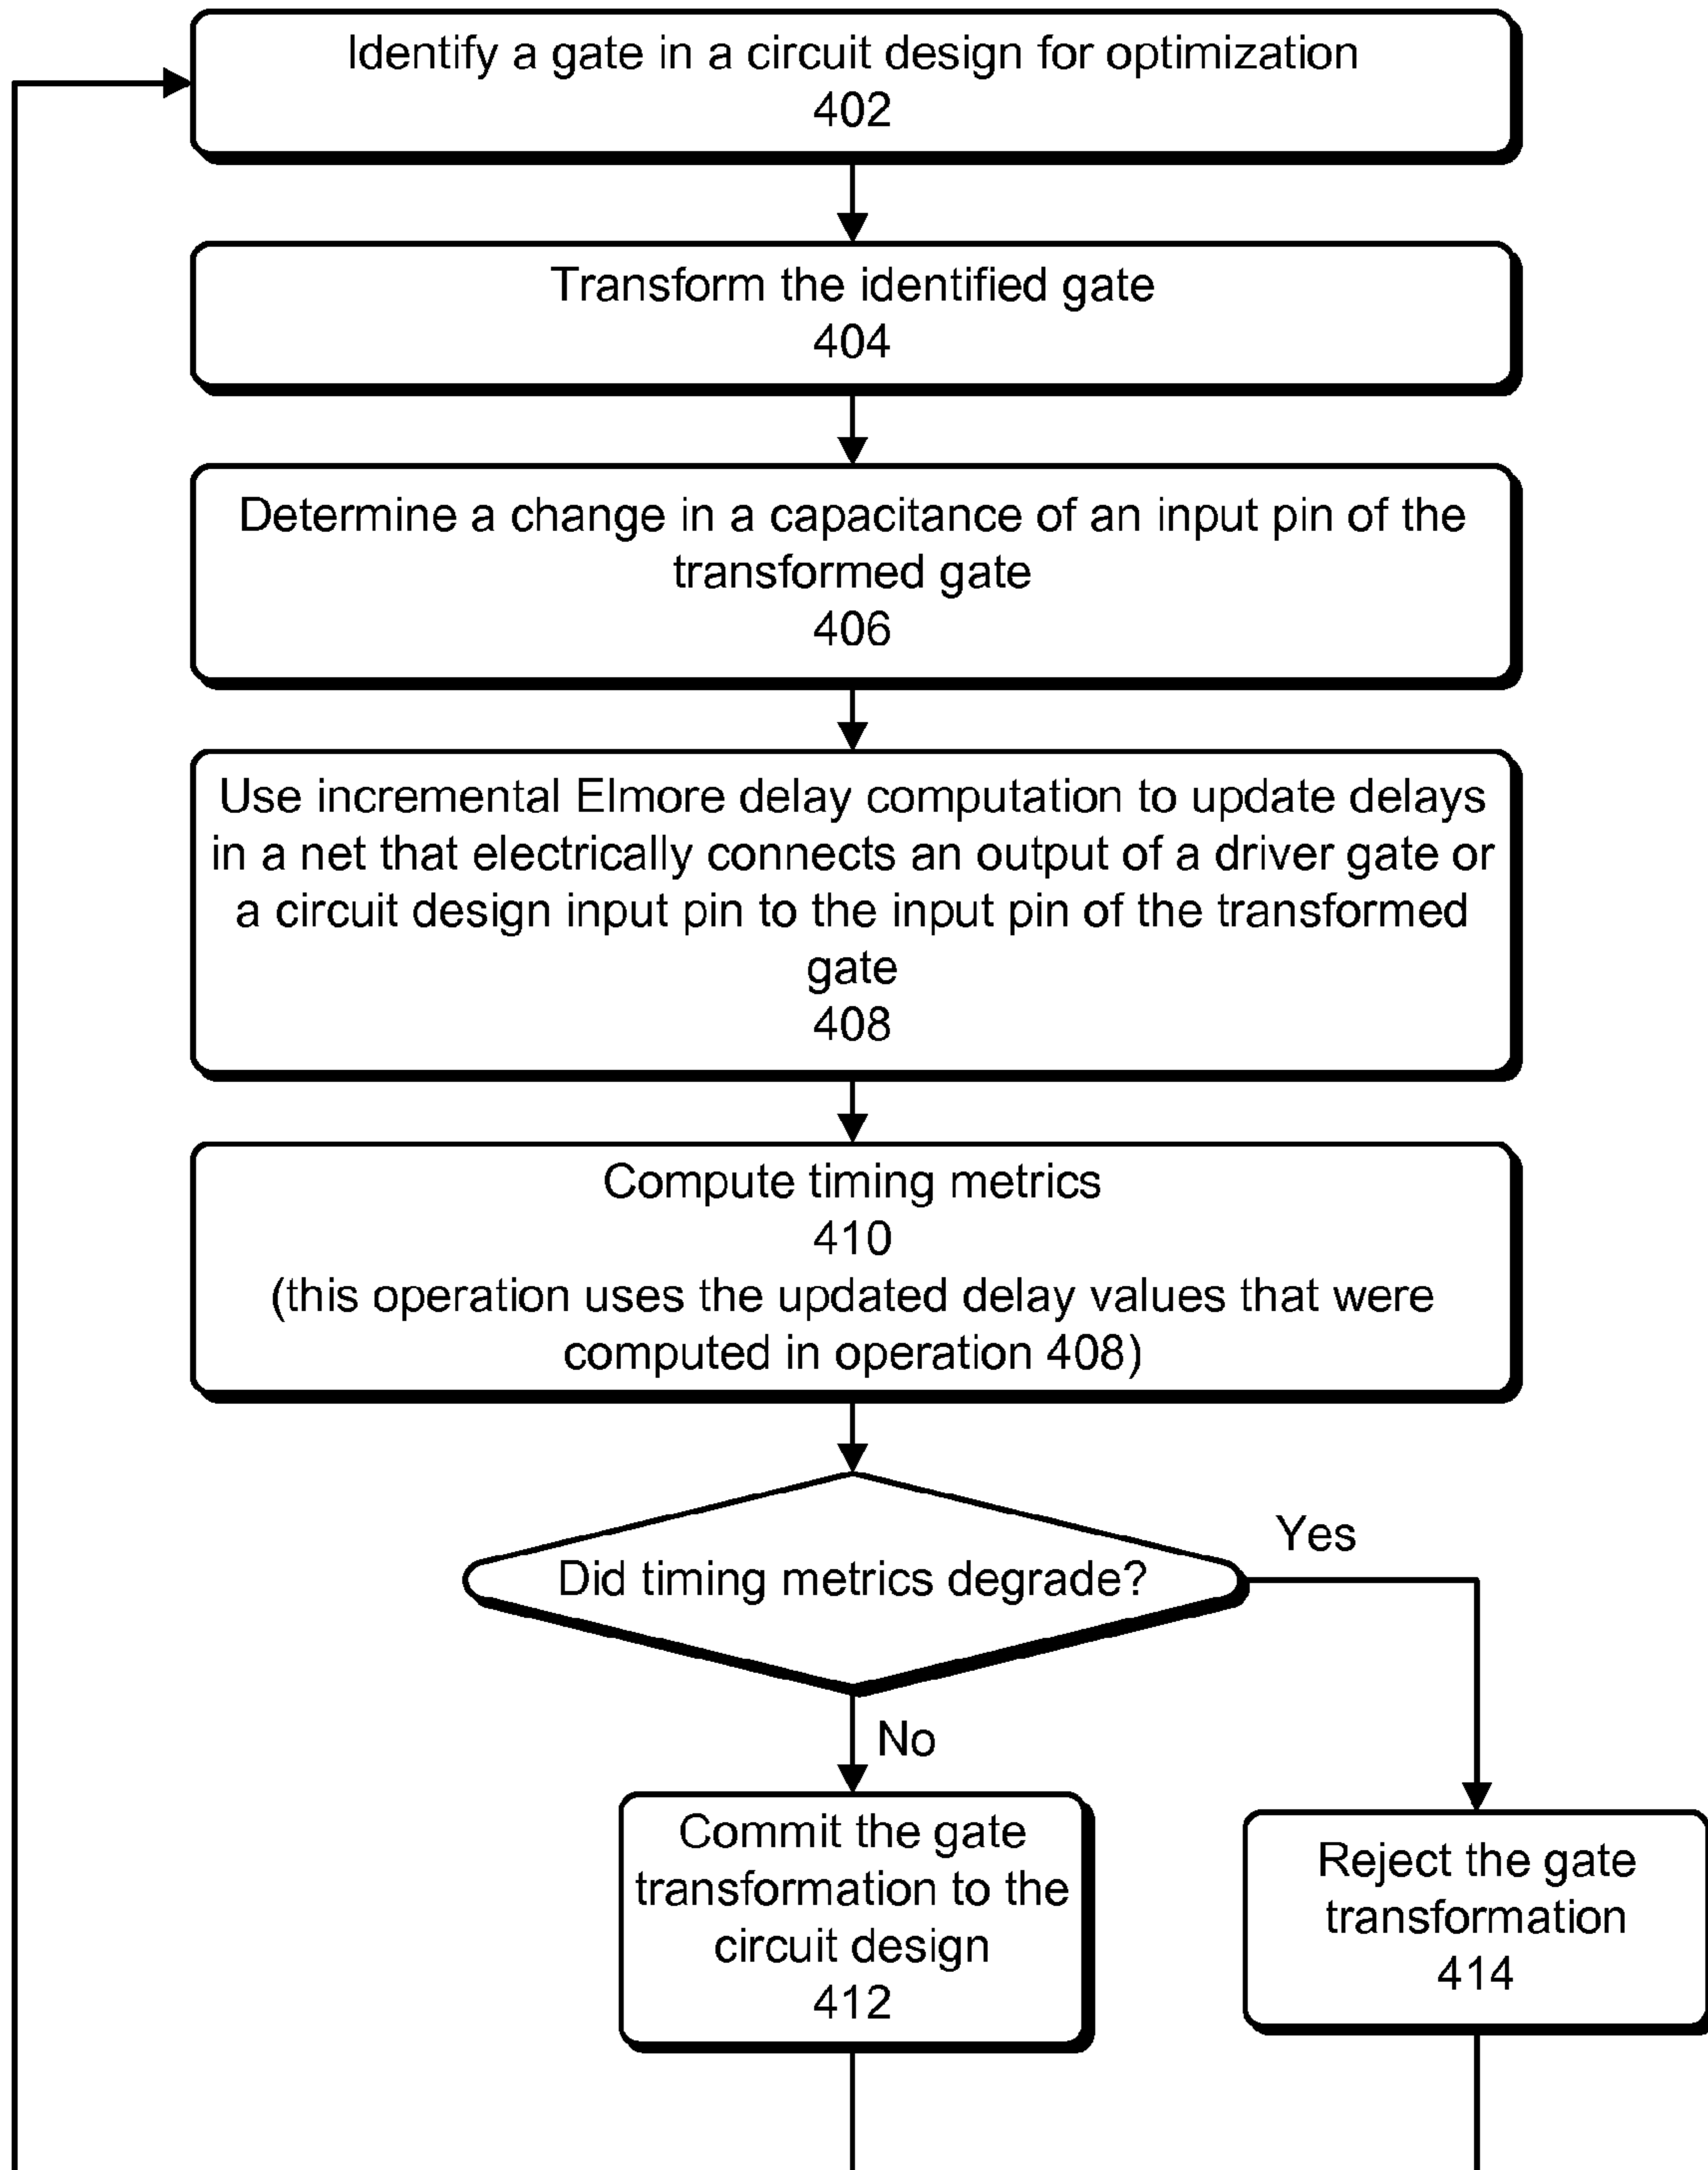 Identify a gate in a circuit design for optimization
402
Transform the identified gate
404
Determine a change in a capacitance of an input pin of the
transformed gate
406
Use incremental Elmore delay computation to update delays
in a net that electrically connects an output of a driver gate or
a circuit design input pin to the input pin of the transformed
gate
408
Compute timing metrics
410
(this operation uses the updated delay values that were
computed in operation 408)
Did timing metrics degrade?
Yes
No
Commit the gate
transformation to the
circuit design
412
Reject the gate
transformation
414